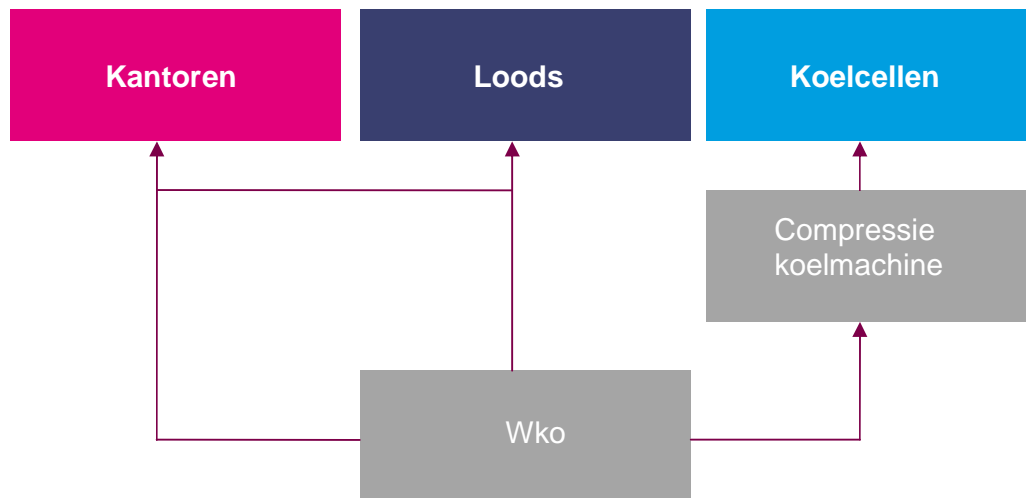 Kantoren
Loods
Koelcellen
Compressie
koelmachine
Wko